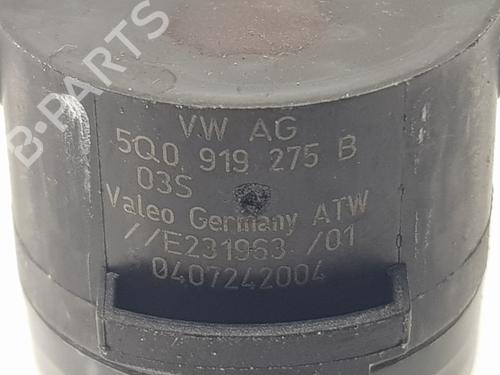 B-PARTS
VW AG
5Q0 919 275 B
03S
Valeo Germany ATW
//E231963 /01
0407242004